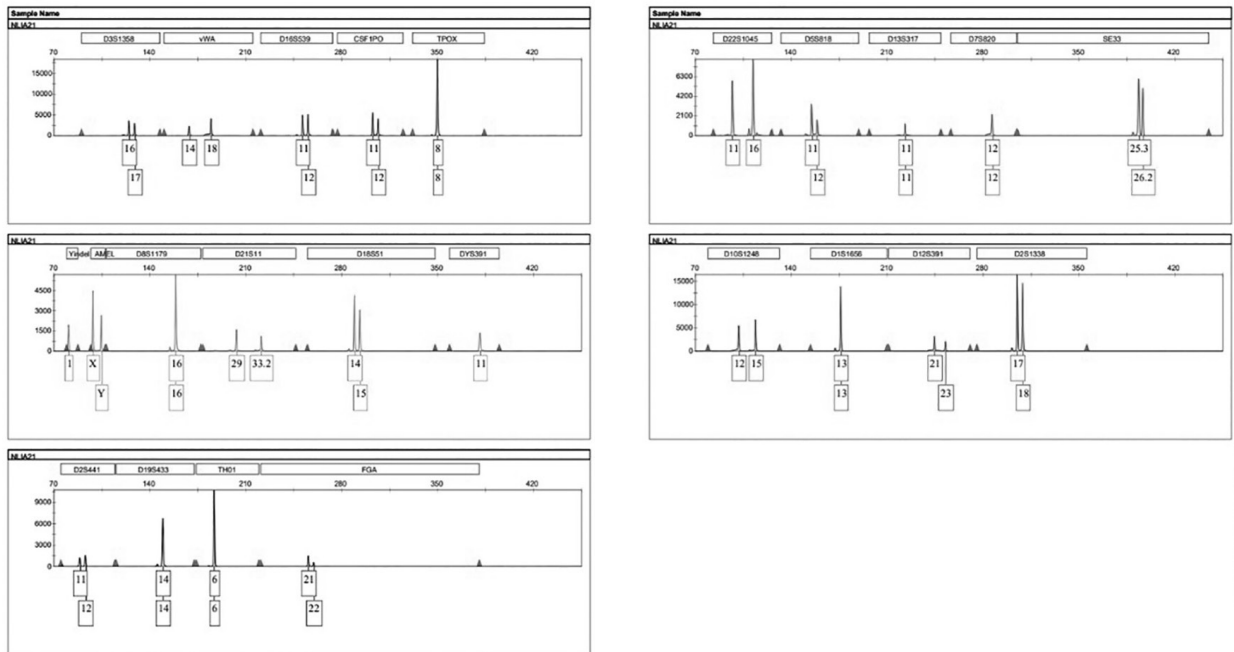 Sample Name
NLIA21
D3S1358 vWA D16S539 CSF1PO TPOX
70 140 210 280 350 420
15000
10000
5000
0
16 14 18 11 11 8
17 12 12 8
NLIA21
Yindel AMEL D8S1179 D21S11 D18S51 DYS391
70 140 210 280 350 420
4500
3000
1500
0
1 X 16 29 33.2 14 11
Y 16 15
NLIA21
D2S441 D19S433 TH01 FGA
70 140 210 280 350 420
9000
6000
3000
0
11 14 6 21
12 14 6 22
Sample Name
NLIA21
D22S1045 D5S818 D13S317 D7S820 SE33
70 140 210 280 350 420
6300
4200
2100
0
11 16 11 11 12 25.3
12 11 12 26.2
NLIA21
D10S1248 D1S1656 D12S391 D2S1338
70 140 210 280 350 420
15000
10000
5000
0
12 15 13 21 17
13 23 18